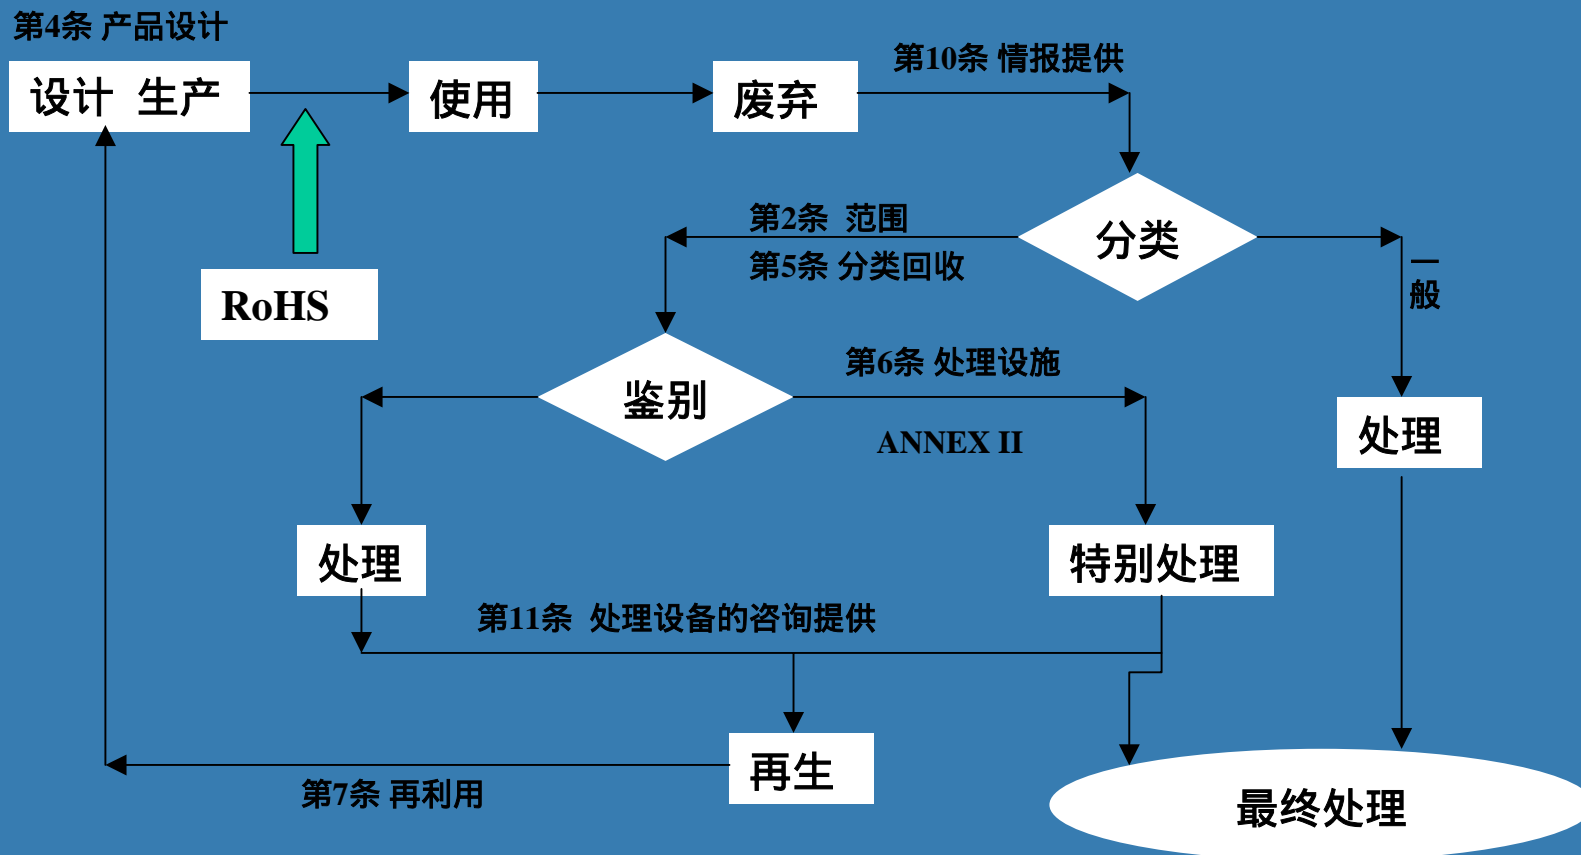 第4条 产品设计
设计 生产
使用
废弃
第10条 情报提供
分类
第2条 范围
第5条 分类回收
一般
RoHS
鉴别
第6条 处理设施
ANNEX II
处理
处理
特别处理
第11条 处理设备的咨询提供
再生
第7条 再利用
最终处理